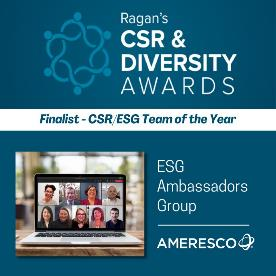 Ragan's
CSR &
DIVERSITY
AWARDS
Finalist - CSR/ESG Team of the Year
ESG
Ambassadors
Group
AMERESCO